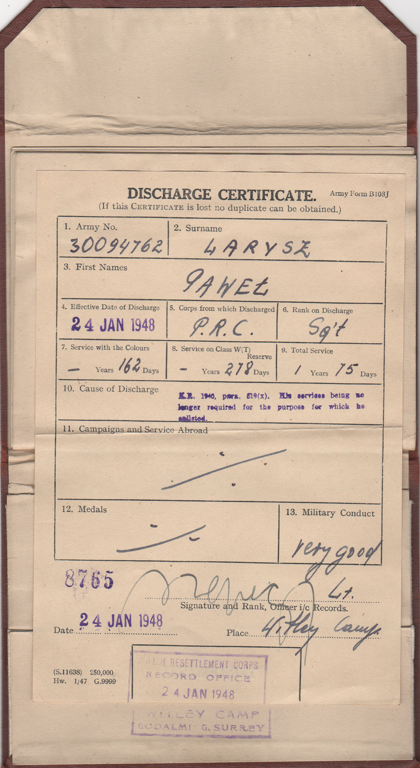 DISCHARGE CERTIFICATE. Army Form B108J
(If this CERTIFICATE is lost no duplicate can be obtained.)
1. Army No. 2. Surname
30094762 LARYSZ
3. First Names
PAWEŁ
4. Effective Date of Discharge 5. Corps from which Discharged 6. Rank on Discharge
24 JAN 1948 P.R.C. Sgt
7. Service with the Colours 8. Service on Class W(T) Reserve 9. Total Service
– Years 162 Days – Years 278 Days 1 Years 75 Days
10. Cause of Discharge K.R. 1940, para. 519(x). His services being no
longer required for the purpose for which he
enlisted.
11. Campaigns and Service Abroad
12. Medals 13. Military Conduct
very good
8765
Lt.
Signature and Rank, Officer i/c Records.
Date 24 JAN 1948 Place Witley Camp
(S.11638) 250,000
Hw. 1/47 G.9999
RESETTLEMENT CORPS
RECORD OFFICE
24 JAN 1948
WITLEY CAMP
GODALMI G. SURREY